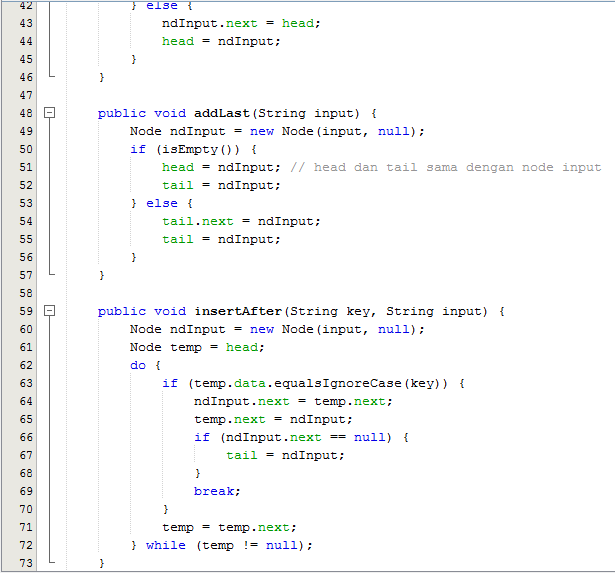 42 } else {
43 ndInput.next = head;
44 head = ndInput;
45 }
46 }
47
48 public void addLast(String input) {
49 Node ndInput = new Node(input, null);
50 if (isEmpty()) {
51 head = ndInput; // head dan tail sama dengan node input
52 tail = ndInput;
53 } else {
54 tail.next = ndInput;
55 tail = ndInput;
56 }
57 }
58
59 public void insertAfter(String key, String input) {
60 Node ndInput = new Node(input, null);
61 Node temp = head;
62 do {
63 if (temp.data.equalsIgnoreCase(key)) {
64 ndInput.next = temp.next;
65 temp.next = ndInput;
66 if (ndInput.next == null) {
67 tail = ndInput;
68 }
69 break;
70 }
71 temp = temp.next;
72 } while (temp != null);
73 }